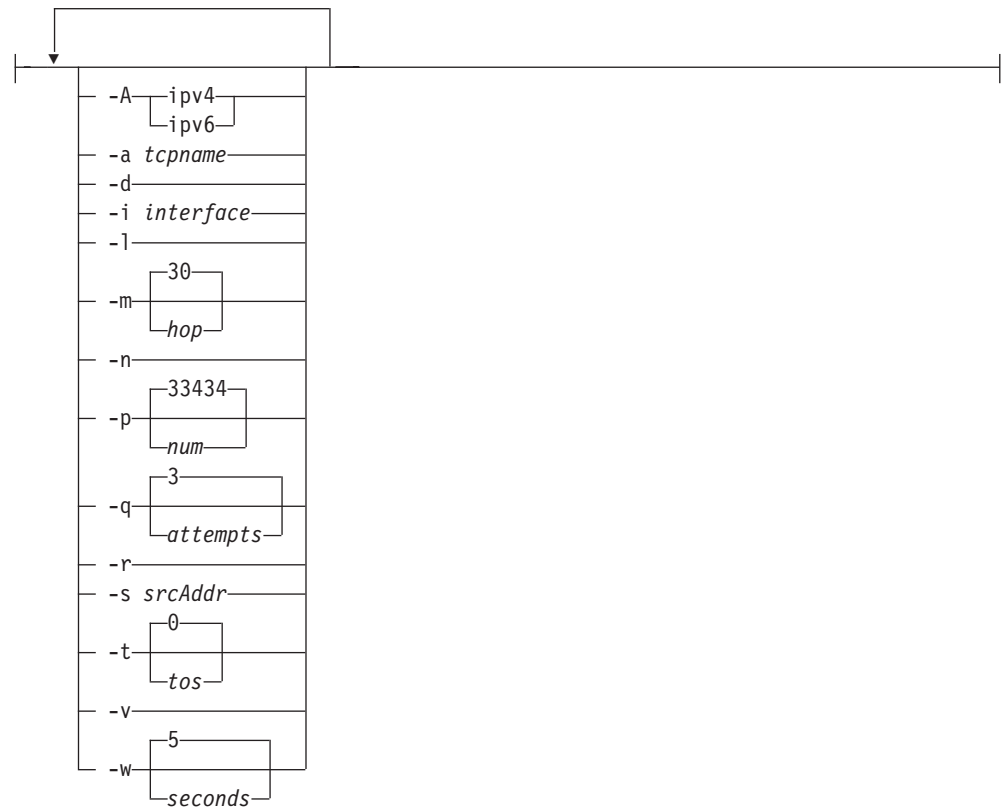 -A ipv4
ipv6
-a tcpname
-d
-i interface
-l
30
-m
hop
-n
33434
-p
num
3
-q
attempts
-r
-s srcAddr
0
-t
tos
-v
5
-w
seconds